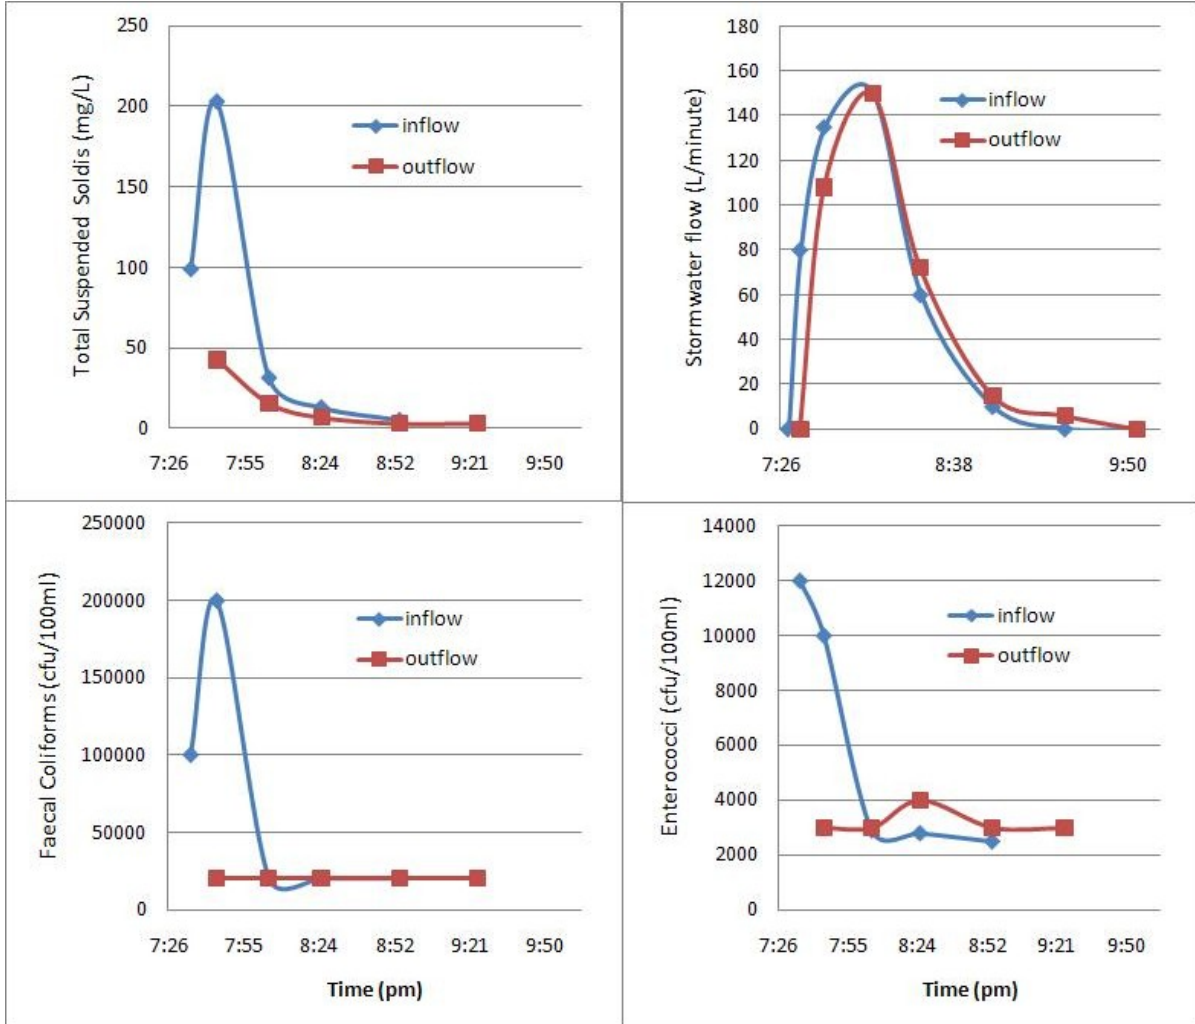 Total Suspended Soldis (mg/L)
250
200
150
100
50
0
7:26 7:55 8:24 8:52 9:21 9:50
inflow
outflow
Stormwater flow (L/minute)
180
160
140
120
100
80
60
40
20
0
7:26 8:38 9:50
inflow
outflow
Faecal Coliforms (cfu/100ml)
250000
200000
150000
100000
50000
0
7:26 7:55 8:24 8:52 9:21 9:50
Time (pm)
inflow
outflow
Enterococci (cfu/100ml)
14000
12000
10000
8000
6000
4000
2000
0
7:26 7:55 8:24 8:52 9:21 9:50
Time (pm)
inflow
outflow